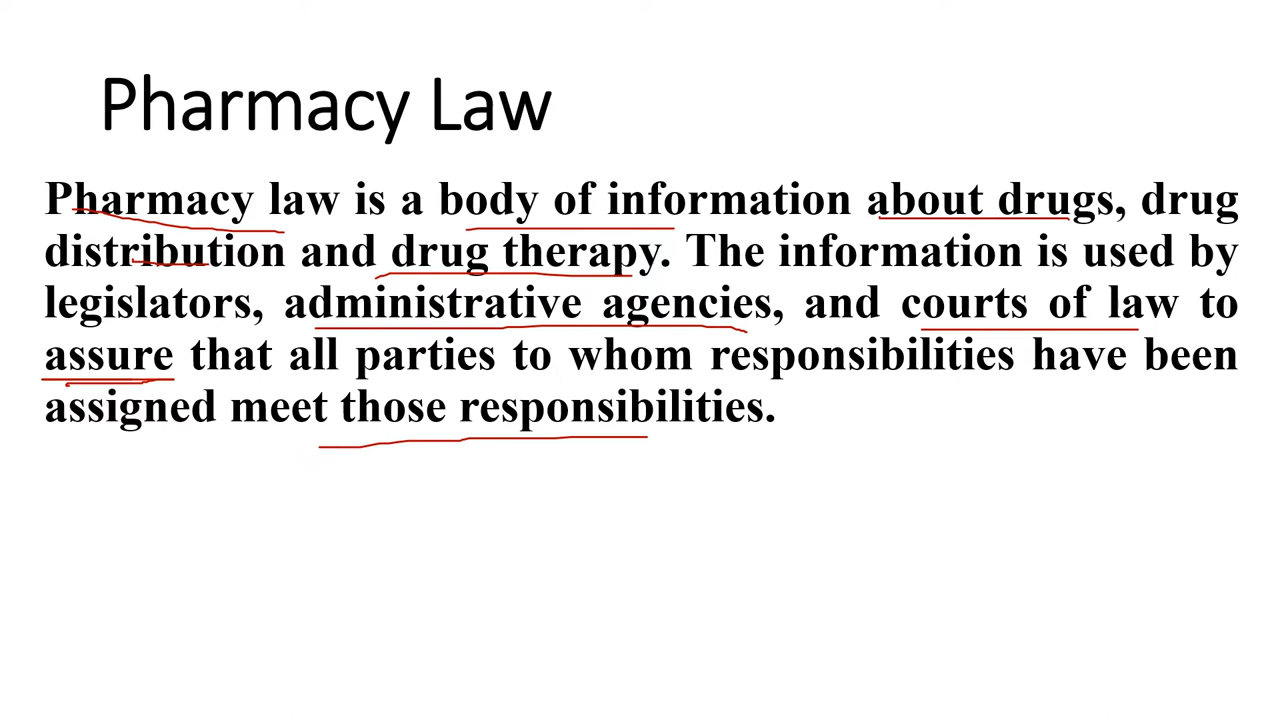 Pharmacy Law
Pharmacy law is a body of information about drugs, drug
distribution and drug therapy. The information is used by
legislators, administrative agencies, and courts of law to
assure that all parties to whom responsibilities have been
assigned meet those responsibilities.